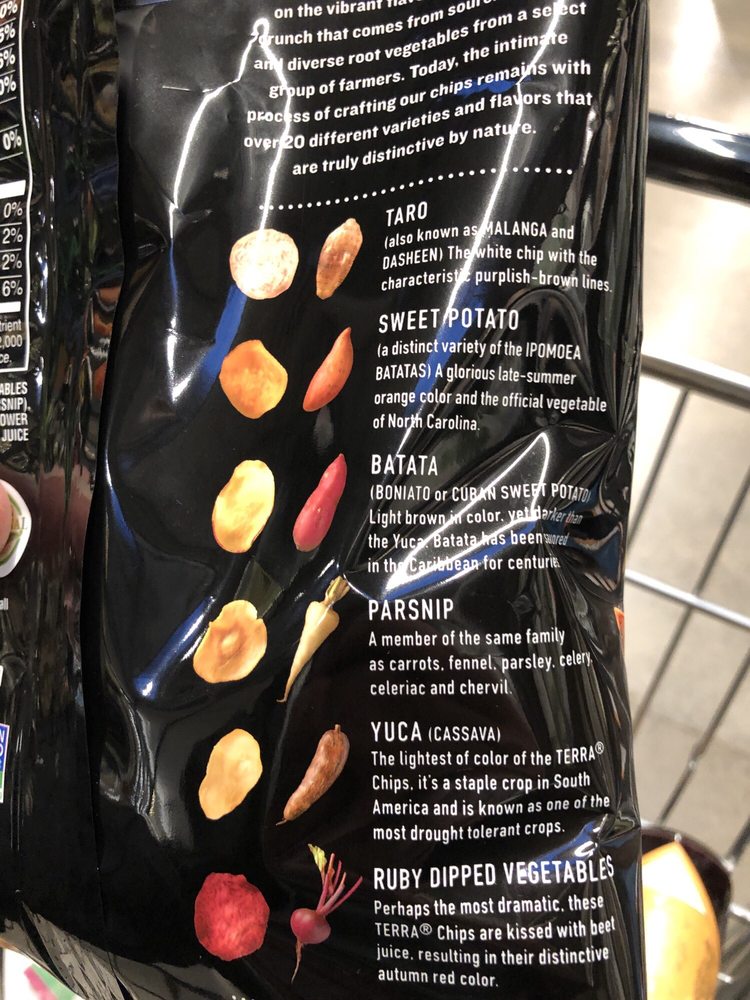 on the vibrant
crunch that comes from
and diverse root vegetables from a select
group of farmers. Today, the intimate
process of crafting our chips remains with
over 20 different varieties and flavors that
are truly distinctive by nature.
TARO
(also known as MALANGA and
DASHEEN) The white chip with the
characteristic purplish-brown lines.
SWEET POTATO
(a distinct variety of the IPOMOEA
BATATAS) A glorious late-summer
orange color and the official vegetable
of North Carolina.
BATATA
(BONIATO or CUBAN SWEET POTATO)
Light brown in color, yet darker than
the Yuca. Batata has been
in the Caribbean for centuries.
PARSNIP
A member of the same family
as carrots, fennel, parsley, celery,
celeriac and chervil.
YUCA (CASSAVA)
The lightest of color of the TERRA®
Chips, it's a staple crop in South
America and is known as one of the
most drought tolerant crops.
RUBY DIPPED VEGETABLES
Perhaps the most dramatic, these
TERRA® Chips are kissed with beet
juice, resulting in their distinctive
autumn red color.
0%
0%
2%
2%
6%
2,000
JUICE